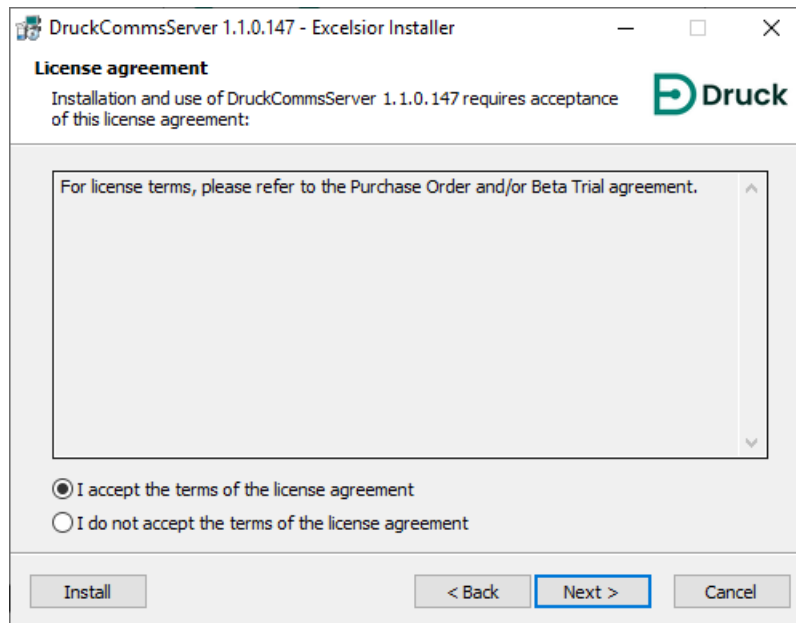 DruckCommsServer 1.1.0.147 - Excelsior Installer
License agreement
Installation and use of DruckCommsServer 1.1.0.147 requires acceptance
of this license agreement:
Druck
For license terms, please refer to the Purchase Order and/or Beta Trial agreement.
I accept the terms of the license agreement
I do not accept the terms of the license agreement
Install
< Back
Next >
Cancel